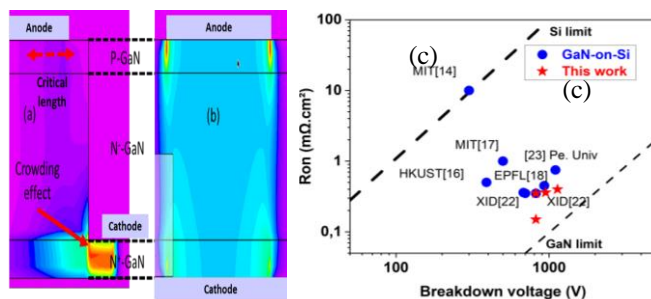 Anode
Anode
P-GaN
Critical
length
(a)
(b)
N⁻-GaN
Crowding
effect
Cathode
N⁺-GaN
Cathode
Ron (mΩ.cm²)
100
10
1
0,1
Si limit
(c)
GaN-on-Si
This work
(c)
MIT[14]
MIT[17]
[23] Pe. Univ
HKUST[16]
EPFL[18]
XID[22]
XID[22]
GaN limit
100
1000
Breakdown voltage (V)